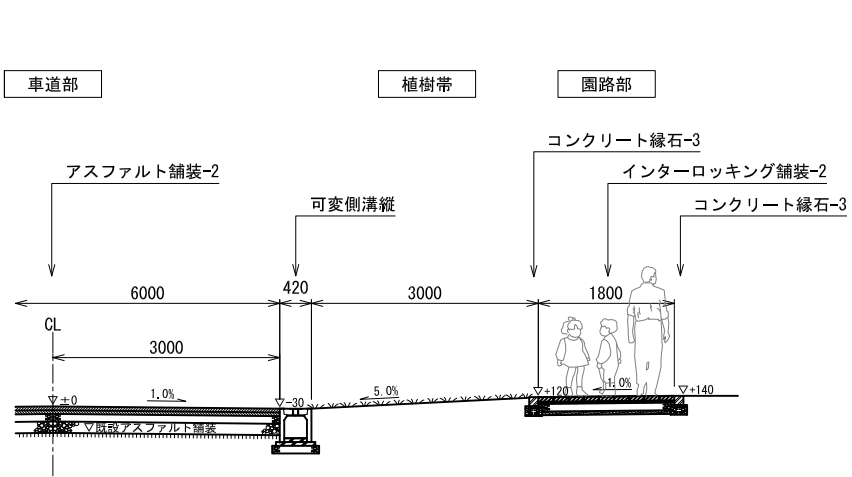 車道部
植樹帯
園路部
コンクリート縁石-3
アスファルト舗装-2
インターロッキング舗装-2
可変側溝縦
コンクリート縁石-3
6000
420
3000
1800
CL
3000
±0
1.0%
-30
5.0%
+120
1.0%
+140
▽既設アスファルト舗装